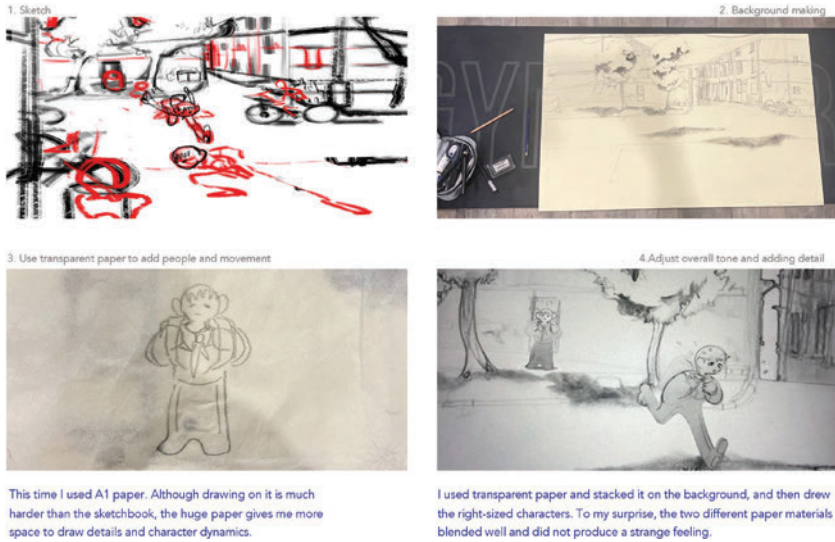 1. Sketch
2. Background making
3. Use transparent paper to add people and movement
4.Adjust overall tone and adding detail
This time I used A1 paper. Although drawing on it is much
harder than the sketchbook, the huge paper gives me more
space to draw details and character dynamics.
I used transparent paper and stacked it on the background, and then drew
the right-sized characters. To my surprise, the two different paper materials
blended well and did not produce a strange feeling.